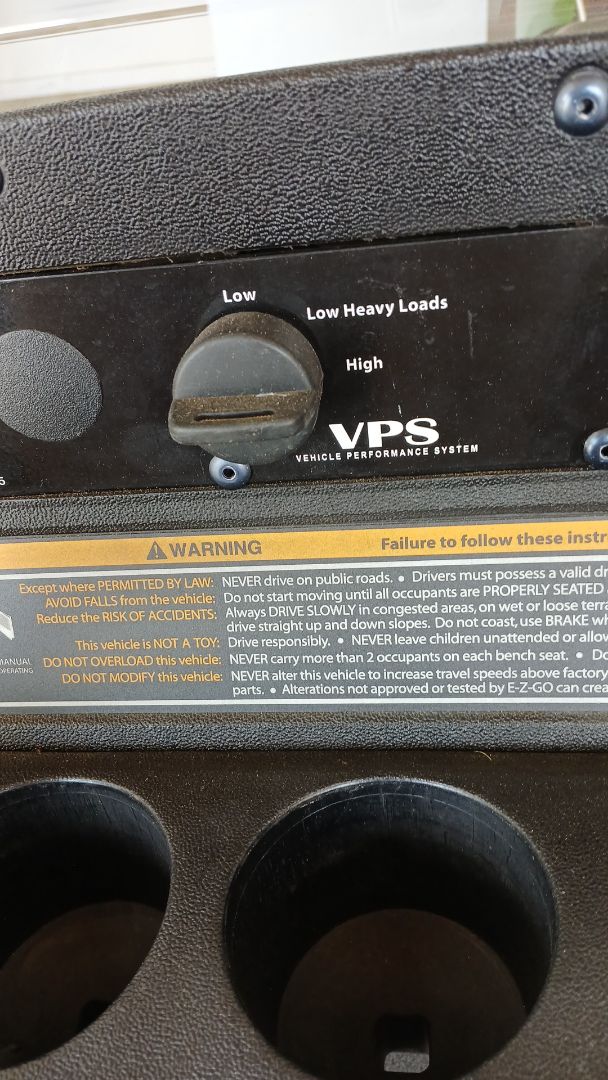 Low
Low Heavy Loads
High
VPS
VEHICLE PERFORMANCE SYSTEM
WARNING Failure to follow these
Except where PERMITTED BY LAW: NEVER drive on public roads. • Drivers must possess a valid
AVOID FALLS from the vehicle: Do not start moving until all occupants are PROPERLY SEATED
Reduce the RISK OF ACCIDENTS: Always DRIVE SLOWLY in congested areas, on wet or loose
drive straight up and down slopes. Do not coast, use BRAKE
This vehicle is NOT A TOY: Drive responsibly. • NEVER leave children unattended or
MANUAL
OPERATING
DO NOT OVERLOAD this vehicle: NEVER carry more than 2 occupants on each bench seat. •
DO NOT MODIFY this vehicle: NEVER alter this vehicle to increase travel speeds above factory
parts. • Alterations not approved or tested by E-Z-GO can